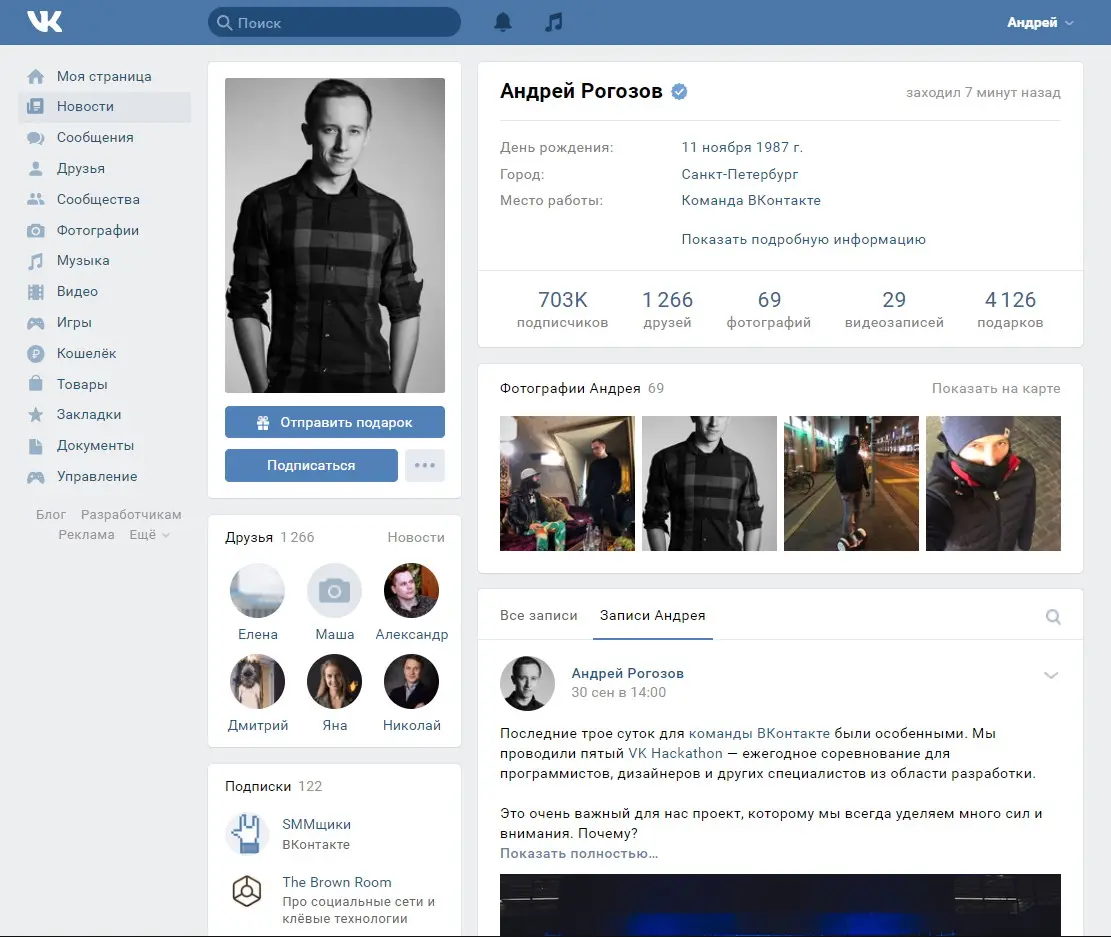 VK
Поиск
Андрей
Моя страница
Новости
Сообщения
Друзья
Сообщества
Фотографии
Музыка
Видео
Игры
Кошелёк
Товары
Закладки
Документы
Управление
Блог Разработчикам
Реклама Ещё
Отправить подарок
Подписаться
Друзья 1 266 Новости
Елена Маша Александр
Дмитрий Яна Николай
Подписки 122
SMMщики
ВКонтакте
The Brown Room
Про социальные сети и
клёвые технологии
Андрей Рогозов
заходил 7 минут назад
День рождения: 11 ноября 1987 г.
Город: Санкт-Петербург
Место работы: Команда ВКонтакте
Показать подробную информацию
703K 1 266 69 29 4 126
подписчиков друзей фотографий видеозаписей подарков
Фотографии Андрея 69 Показать на карте
Все записи Записи Андрея
Андрей Рогозов
30 сен в 14:00
Последние трое суток для команды ВКонтакте были особенными. Мы
проводили пятый VK Hackathon — ежегодное соревнование для
программистов, дизайнеров и других специалистов из области разработки.
Это очень важный для нас проект, которому мы всегда уделяем много сил и
внимания. Почему?
Показать полностью...